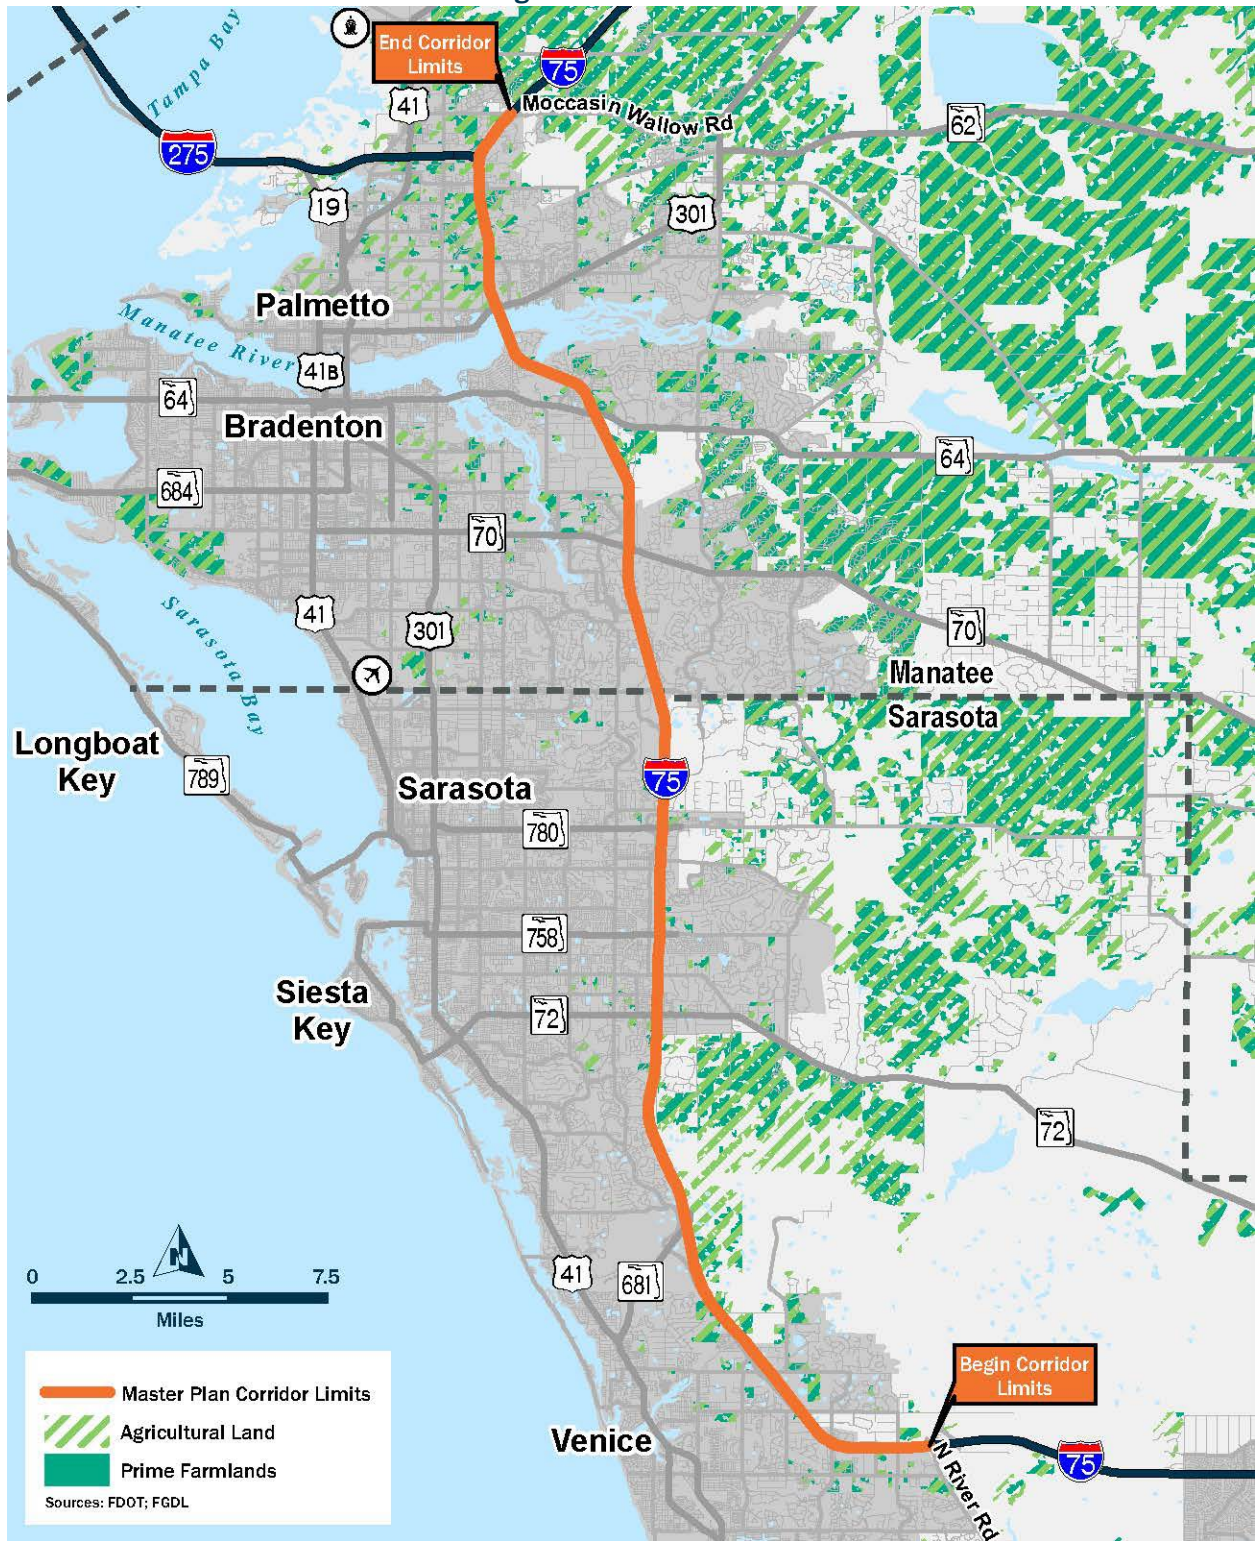 End Corridor
Limits
75
Tampa Bay
41
Moccasin Wallow Rd
62
275
19
301
Palmetto
Manatee River
41B
64
Bradenton
64
684
70
Sarasota Bay
41
301
70
Manatee
Sarasota
Longboat
Key
789
75
Sarasota
780
758
Siesta
Key
72
72
N
0 2.5 5 7.5
Miles
41
681
Begin Corridor
Limits
Venice
75
N River Rd
Master Plan Corridor Limits
Agricultural Land
Prime Farmlands
Sources: FDOT; FGDL